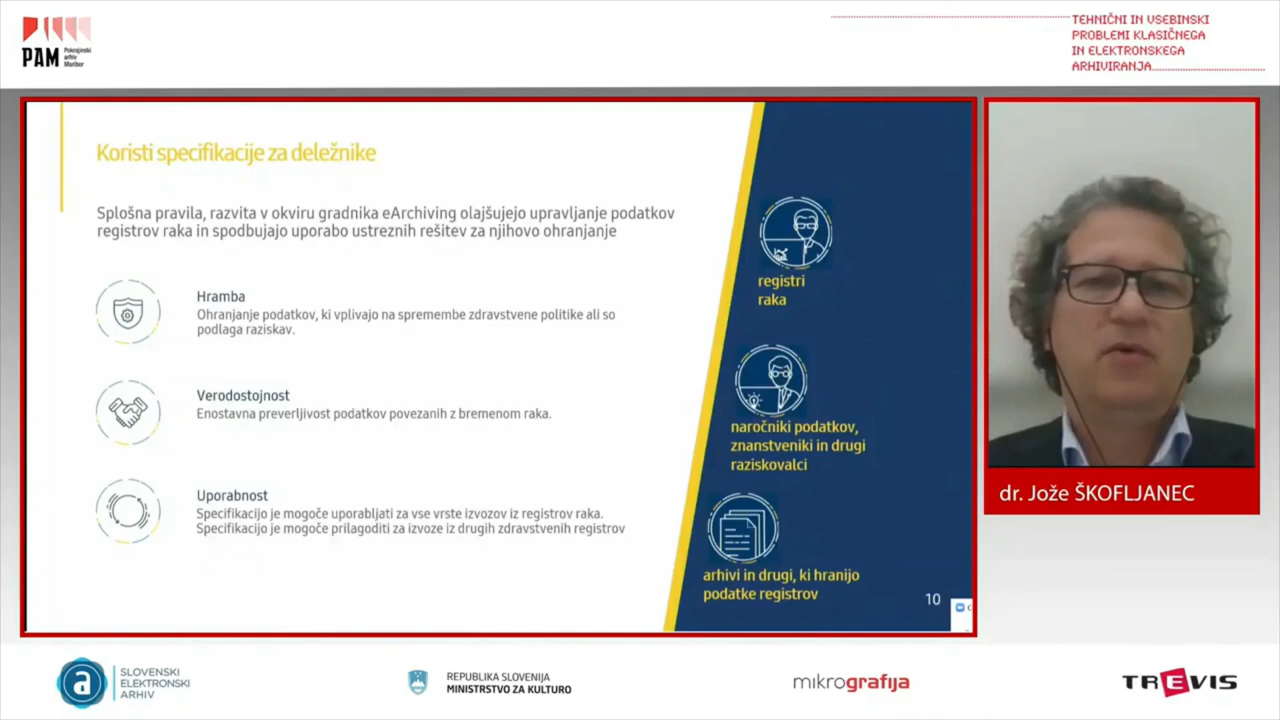 PAM
Pokrajinski
arhiv
Maribor
TEHNIČNI IN VSEBINSKI
PROBLEMI KLASIČNEGA
IN ELEKTRONSKEGA
ARHIVIRANJA
Koristi specifikacije za deležnike
Splošna pravila, razvita v okviru gradnika eArchiving olajšujejo upravljanje podatkov
registrov raka in spodbujajo uporabo ustreznih rešitev za njihovo ohranjanje
Hramba
Ohranjanje podatkov, ki vplivajo na spremembe zdravstvene politike ali so
podlaga raziskav.
Verodostojnost
Enostavna preverljivost podatkov povezanih z bremenom raka.
Uporabnost
Specifikacijo je mogoče uporabljati za vse vrste izvozov iz registrov raka.
Specifikacijo je mogoče prilagoditi za izvoze iz drugih zdravstvenih registrov
registri
raka
naročniki podatkov,
znanstveniki in drugi
raziskovalci
arhivi in drugi, ki hranijo
podatke registrov
10
dr. Jože ŠKOFLJANEC
a
SLOVENSKI
ELEKTRONSKI
ARHIV
REPUBLIKA SLOVENIJA
MINISTRSTVO ZA KULTURO
mikrografija
TREVIS